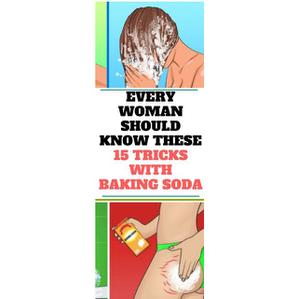 EVERY
WOMAN
SHOULD
KNOW THESE
15 TRICKS
WITH
BAKING SODA